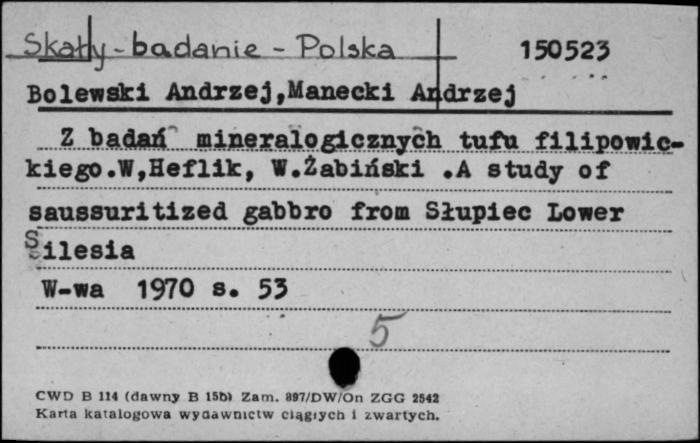 Skały - badanie - Polska 150523
Bolewski Andrzej,Manecki Andrzej
Z badań mineralogicznych tufu filipowic-
kiego.W,Heflik, W.Żabiński .A study of
saussuritized gabbro from Słupiec Lower
Silesia
W-wa 1970 s. 53
5
CWD B 114 (dawny B 15b) Zam. 897/DW/On ZGG 2542
Karta katalogowa wydawnictw ciągłych i zwartych.